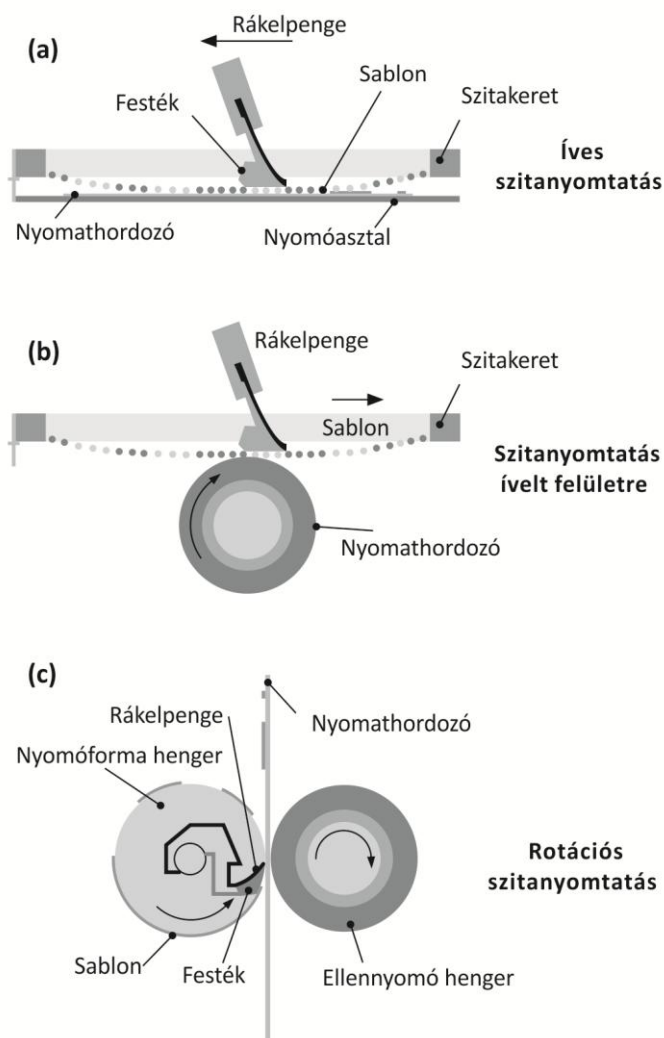 (a)
Rákelpenge
Festék
Sablon
Szitakeret
Íves
szitanyomtatás
Nyomathordozó
Nyomóasztal
(b)
Rákelpenge
Szitakeret
Sablon
Szitanyomtatás
ívelt felületre
Nyomathordozó
(c)
Rákelpenge
Nyomathordozó
Nyomóforma henger
Rotációs
szitanyomtatás
Sablon
Festék
Ellennyomó henger